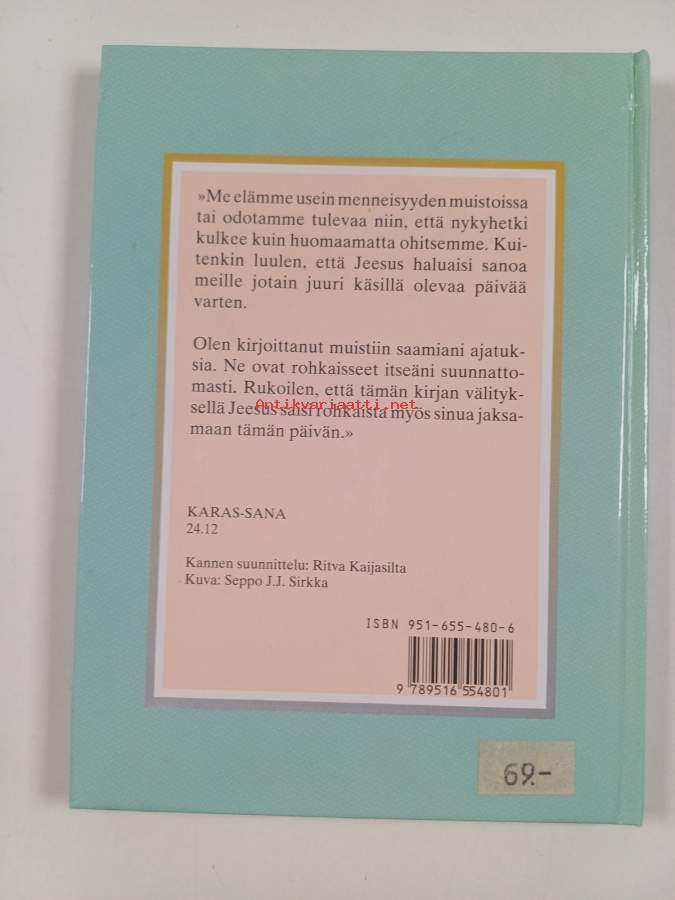 »Me elämme usein menneisyyden muistoissa
tai odotamme tulevaa niin, että nykyhetki
kulkee kuin huomaamatta ohitsemme. Kui-
tenkin luulen, että Jeesus haluaisi sanoa
meille jotain juuri käsillä olevaa päivää
varten.
Olen kirjoittanut muistiin saamiani ajatuk-
sia. Ne ovat rohkaisseet itseäni suunnatto-
masti. Rukoilen, että tämän kirjan välityk-
Antikvariaatti.net
sellä Jeesus saisi rohkaista myös sinua jaksa-
maan tämän päivän.»
KARAS-SANA
24.12
Kannen suunnittelu: Ritva Kaijasilta
Kuva: Seppo J.J. Sirkka
ISBN 951-655-480-6
9 789516 554801
69.-